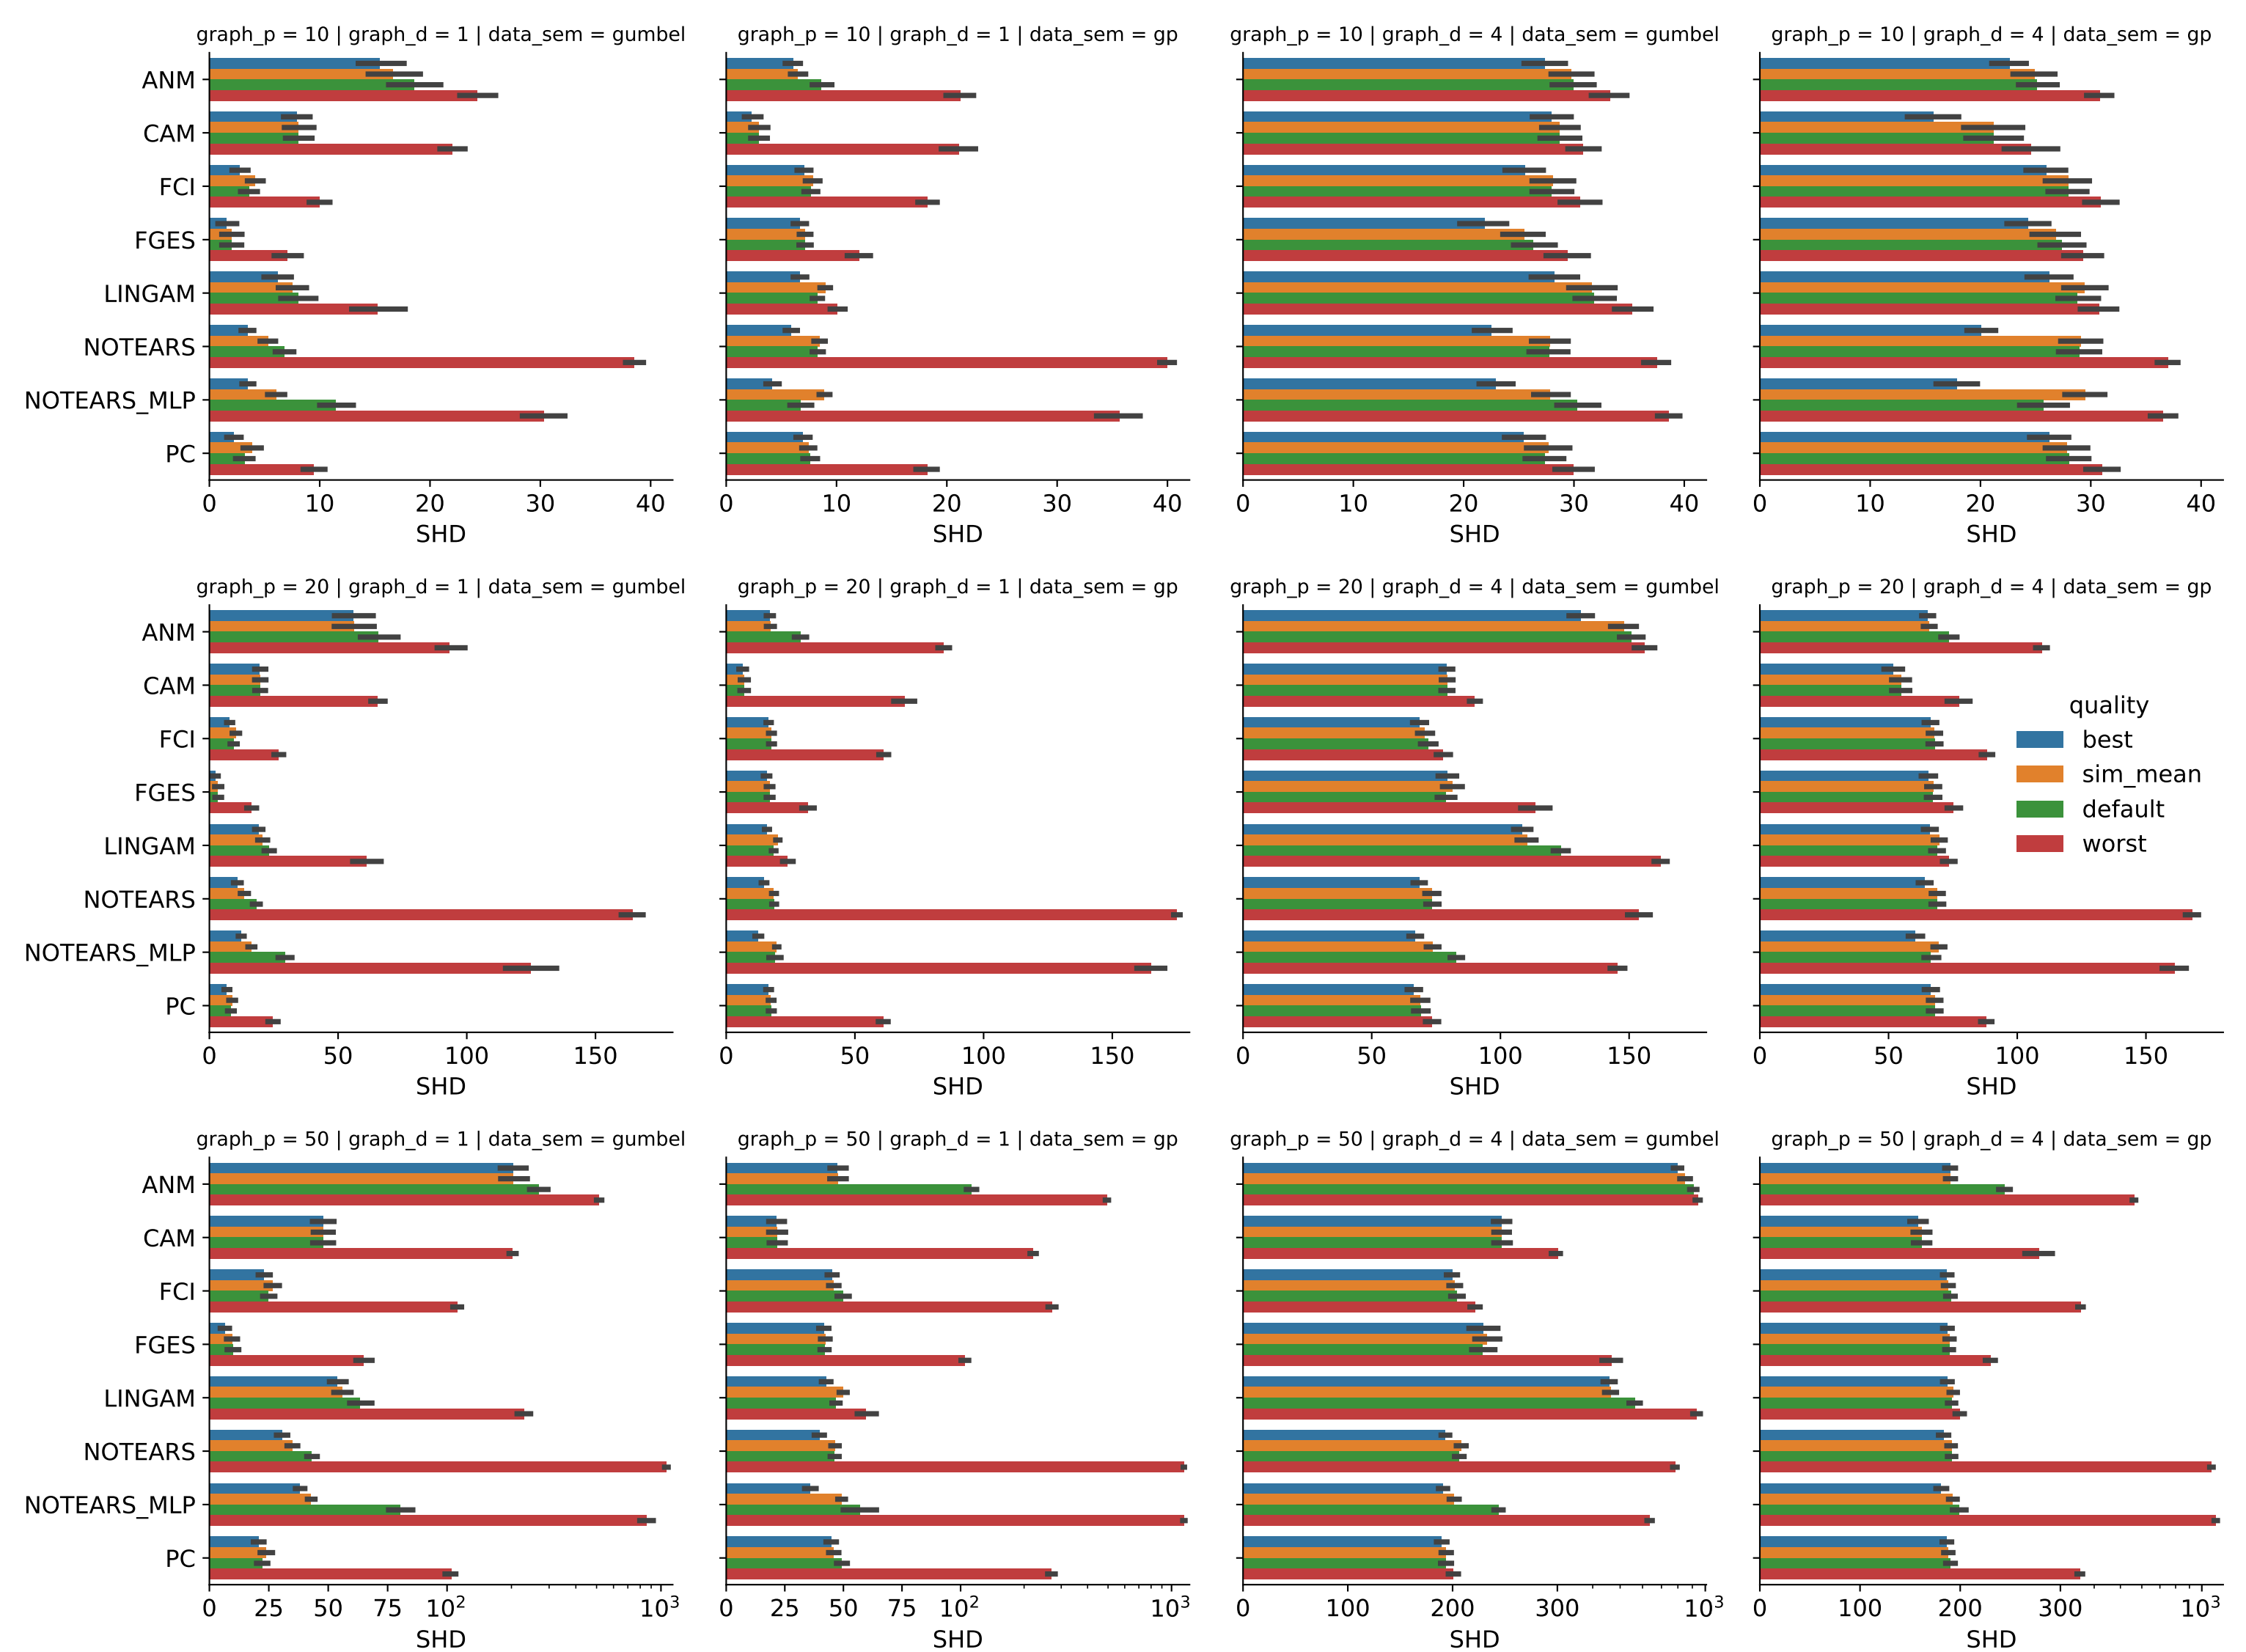 graph_p = 10 | graph_d = 1 | data_sem = gumbel
graph_p = 10 | graph_d = 1 | data_sem = gp
graph_p = 10 | graph_d = 4 | data_sem = gumbel
graph_p = 10 | graph_d = 4 | data_sem = gp
ANM
CAM
FCI
FGES
LINGAM
NOTEARS
NOTEARS_MLP
PC
0 10 20 30 40
0 10 20 30 40
0 10 20 30 40
0 10 20 30 40
SHD
SHD
SHD
SHD
graph_p = 20 | graph_d = 1 | data_sem = gumbel
graph_p = 20 | graph_d = 1 | data_sem = gp
graph_p = 20 | graph_d = 4 | data_sem = gumbel
graph_p = 20 | graph_d = 4 | data_sem = gp
ANM
CAM
FCI
FGES
LINGAM
NOTEARS
NOTEARS_MLP
PC
quality
best
sim_mean
default
worst
0 50 100 150
0 50 100 150
0 50 100 150
0 50 100 150
SHD
SHD
SHD
SHD
graph_p = 50 | graph_d = 1 | data_sem = gumbel
graph_p = 50 | graph_d = 1 | data_sem = gp
graph_p = 50 | graph_d = 4 | data_sem = gumbel
graph_p = 50 | graph_d = 4 | data_sem = gp
ANM
CAM
FCI
FGES
LINGAM
NOTEARS
NOTEARS_MLP
PC
0 25 50 75 10² 10³
0 25 50 75 10² 10³
0 100 200 300 10³
0 100 200 300 10³
SHD
SHD
SHD
SHD